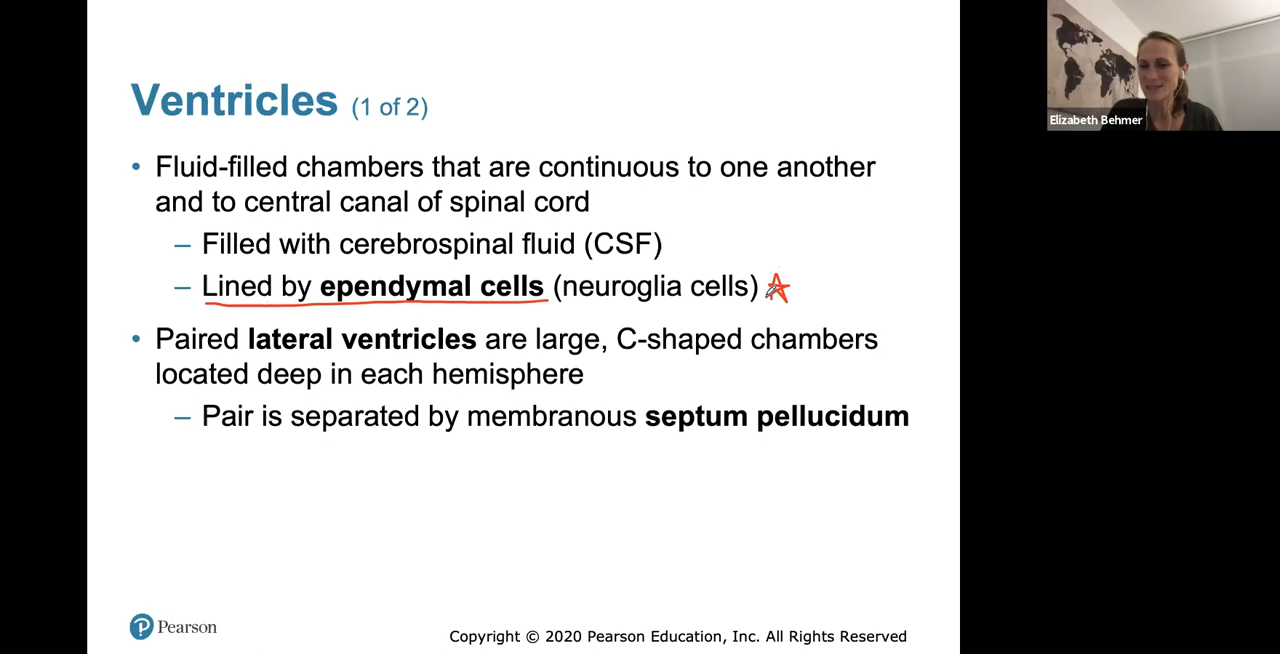 Ventricles (1 of 2)
• Fluid-filled chambers that are continuous to one another
and to central canal of spinal cord
– Filled with cerebrospinal fluid (CSF)
– Lined by ependymal cells (neuroglia cells)
• Paired lateral ventricles are large, C-shaped chambers
located deep in each hemisphere
– Pair is separated by membranous septum pellucidum
Pearson
Copyright © 2020 Pearson Education, Inc. All Rights Reserved
Elizabeth Behmer